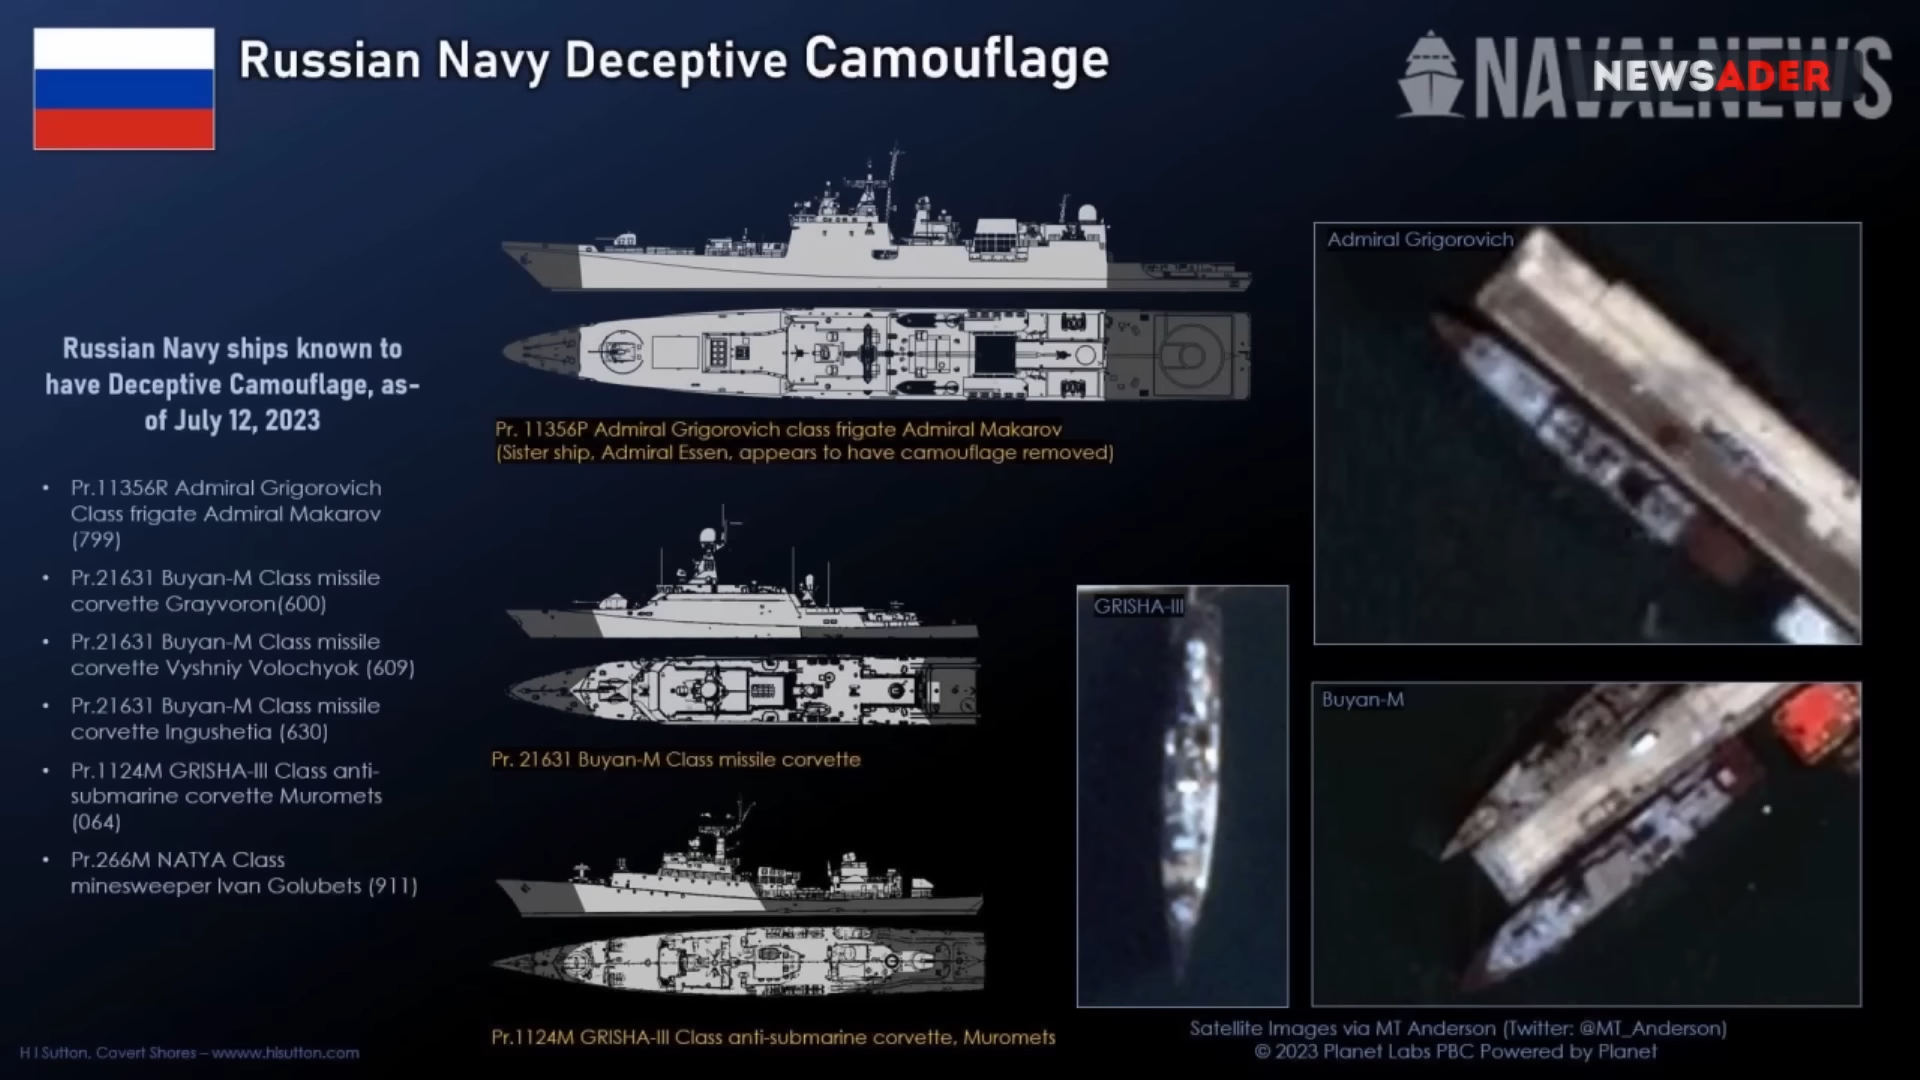 Russian Navy Deceptive Camouflage
NAVALNEWS
NEWSADER
Russian Navy ships known to
have Deceptive Camouflage, as-
of July 12, 2023
• Pr.11356R Admiral Grigorovich
Class frigate Admiral Makarov
(799)
• Pr.21631 Buyan-M Class missile
corvette Grayvoron(600)
• Pr.21631 Buyan-M Class missile
corvette Vyshniy Volochyok (609)
• Pr.21631 Buyan-M Class missile
corvette Ingushetia (630)
• Pr.1124M GRISHA-III Class anti-
submarine corvette Muromets
(064)
• Pr.266M NATYA Class
minesweeper Ivan Golubets (911)
H I Sutton, Covert Shores – wwww.hisutton.com
Pr. 11356P Admiral Grigorovich class frigate Admiral Makarov
(Sister ship, Admiral Essen, appears to have camouflage removed)
Pr. 21631 Buyan-M Class missile corvette
Pr.1124M GRISHA-III Class anti-submarine corvette, Muromets
Admiral Grigorovich
GRISHA-III
Buyan-M
Satellite Images via MT Anderson (Twitter: @MT_Anderson)
© 2023 Planet Labs PBC Powered by Planet